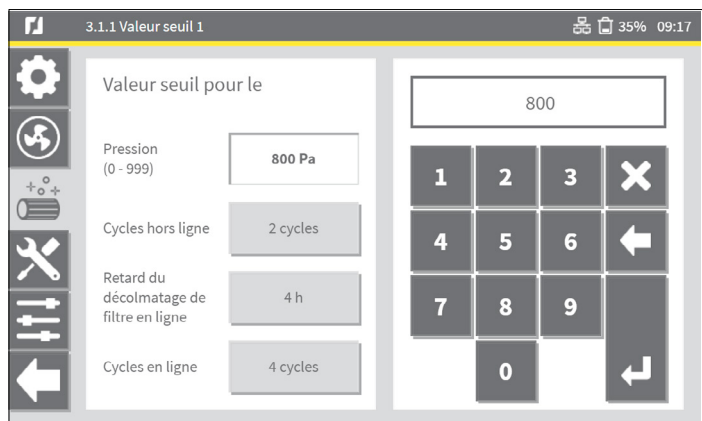 3.1.1 Valeur seuil 1
35% 09:17
Valeur seuil pour le
Pression
(0 - 999)
800 Pa
Cycles hors ligne
2 cycles
Retard du
décolmatage de
filtre en ligne
4 h
Cycles en ligne
4 cycles
800
1 2 3
4 5 6
7 8 9
0